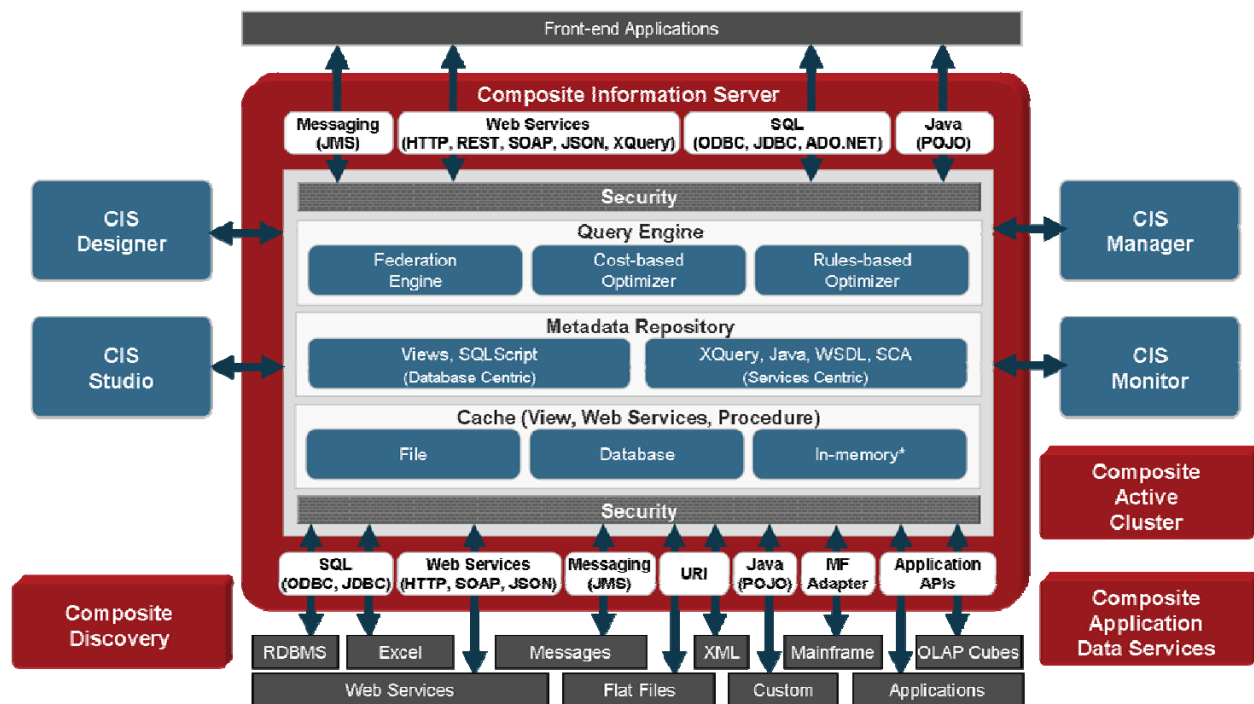 Front-end Applications
Composite Information Server
Messaging
(JMS)
Web Services
(HTTP, REST, SOAP, JSON, XQuery)
SQL
(ODBC, JDBC, ADO.NET)
Java
(POJO)
Security
CIS
Designer
Query Engine
Federation
Engine
Cost-based
Optimizer
Rules-based
Optimizer
CIS
Manager
CIS
Studio
Metadata Repository
Views, SQLScript
(Database Centric)
XQuery, Java, WSDL, SCA
(Services Centric)
CIS
Monitor
Cache (View, Web Services, Procedure)
File
Database
In-memory*
Security
Composite
Active
Cluster
SQL
(ODBC, JDBC)
Web Services
(HTTP, SOAP, JSON)
Messaging
(JMS)
URI
Java
(POJO)
MF
Adapter
Application
APIs
Composite
Discovery
Composite
Application
Data Services
RDBMS
Excel
Messages
XML
Mainframe
OLAP Cubes
Web Services
Flat Files
Custom
Applications